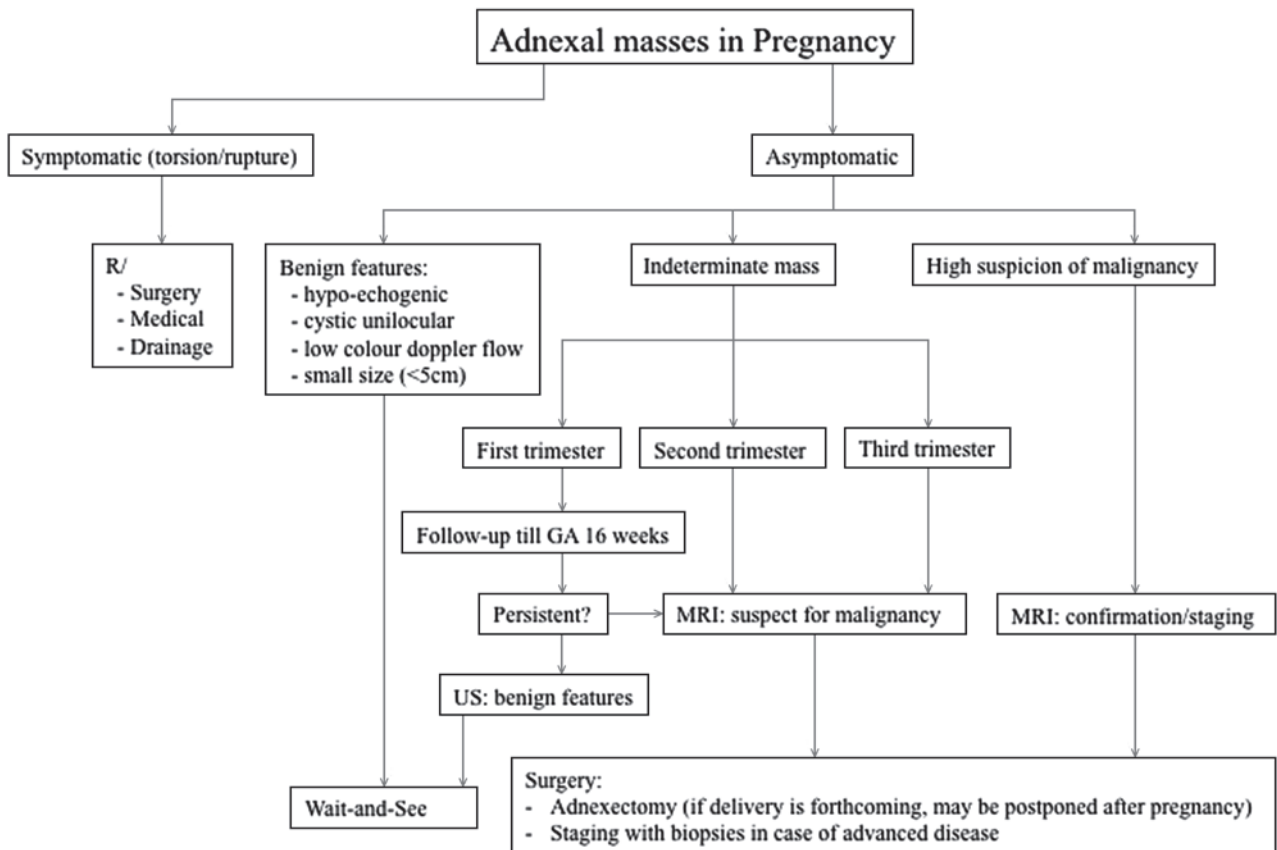 Adnexal masses in Pregnancy
Symptomatic (torsion/rupture)
Asymptomatic
R/
- Surgery
- Medical
- Drainage
Benign features:
- hypo-echogenic
- cystic unilocular
- low colour doppler flow
- small size (<5cm)
Indeterminate mass
High suspicion of malignancy
First trimester
Second trimester
Third trimester
Follow-up till GA 16 weeks
Persistent?
MRI: suspect for malignancy
MRI: confirmation/staging
US: benign features
Wait-and-See
Surgery:
- Adnexectomy (if delivery is forthcoming, may be postponed after pregnancy)
- Staging with biopsies in case of advanced disease